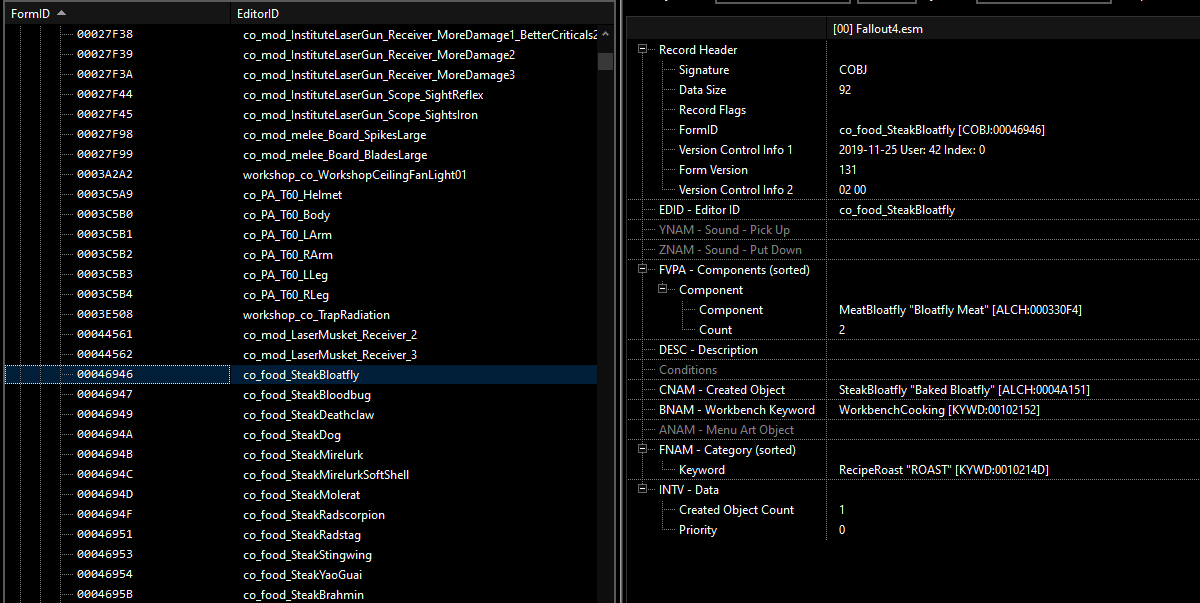 FormID EditorID
00027F38 co_mod_InstituteLaserGun_Receiver_MoreDamage1_BetterCriticals2
00027F39 co_mod_InstituteLaserGun_Receiver_MoreDamage2
00027F3A co_mod_InstituteLaserGun_Receiver_MoreDamage3
00027F44 co_mod_InstituteLaserGun_Scope_SightReflex
00027F45 co_mod_InstituteLaserGun_Scope_SightsIron
00027F98 co_mod_melee_Board_SpikesLarge
00027F99 co_mod_melee_Board_BladesLarge
0003A2A2 workshop_co_WorkshopCeilingFanLight01
0003C5A9 co_PA_T60_Helmet
0003C5B0 co_PA_T60_Body
0003C5B1 co_PA_T60_LArm
0003C5B2 co_PA_T60_RArm
0003C5B3 co_PA_T60_LLeg
0003C5B4 co_PA_T60_RLeg
0003E508 workshop_co_TrapRadiation
00044561 co_mod_LaserMusket_Receiver_2
00044562 co_mod_LaserMusket_Receiver_3
00046946 co_food_SteakBloatfly
00046947 co_food_SteakBloodbug
00046949 co_food_SteakDeathclaw
0004694A co_food_SteakDog
0004694B co_food_SteakMirelurk
0004694C co_food_SteakMirelurkSoftShell
0004694D co_food_SteakMolerat
0004694F co_food_SteakRadscorpion
00046951 co_food_SteakRadstag
00046953 co_food_SteakStingwing
00046954 co_food_SteakYaoGuai
0004695B co_food_SteakBrahmin
[00] Fallout4.esm
Record Header
Signature COBJ
Data Size 92
Record Flags
FormID co_food_SteakBloatfly [COBJ:00046946]
Version Control Info 1 2019-11-25 User: 42 Index: 0
Form Version 131
Version Control Info 2 02 00
EDID - Editor ID co_food_SteakBloatfly
YNAM - Sound - Pick Up
ZNAM - Sound - Put Down
FVPA - Components (sorted)
Component
Component MeatBloatfly "Bloatfly Meat" [ALCH:000330F4]
Count 2
DESC - Description
Conditions
CNAM - Created Object SteakBloatfly "Baked Bloatfly" [ALCH:0004A151]
BNAM - Workbench Keyword WorkbenchCooking [KYWD:00102152]
ANAM - Menu Art Object
FNAM - Category (sorted)
Keyword RecipeRoast "ROAST" [KYWD:0010214D]
INTV - Data
Created Object Count 1
Priority 0